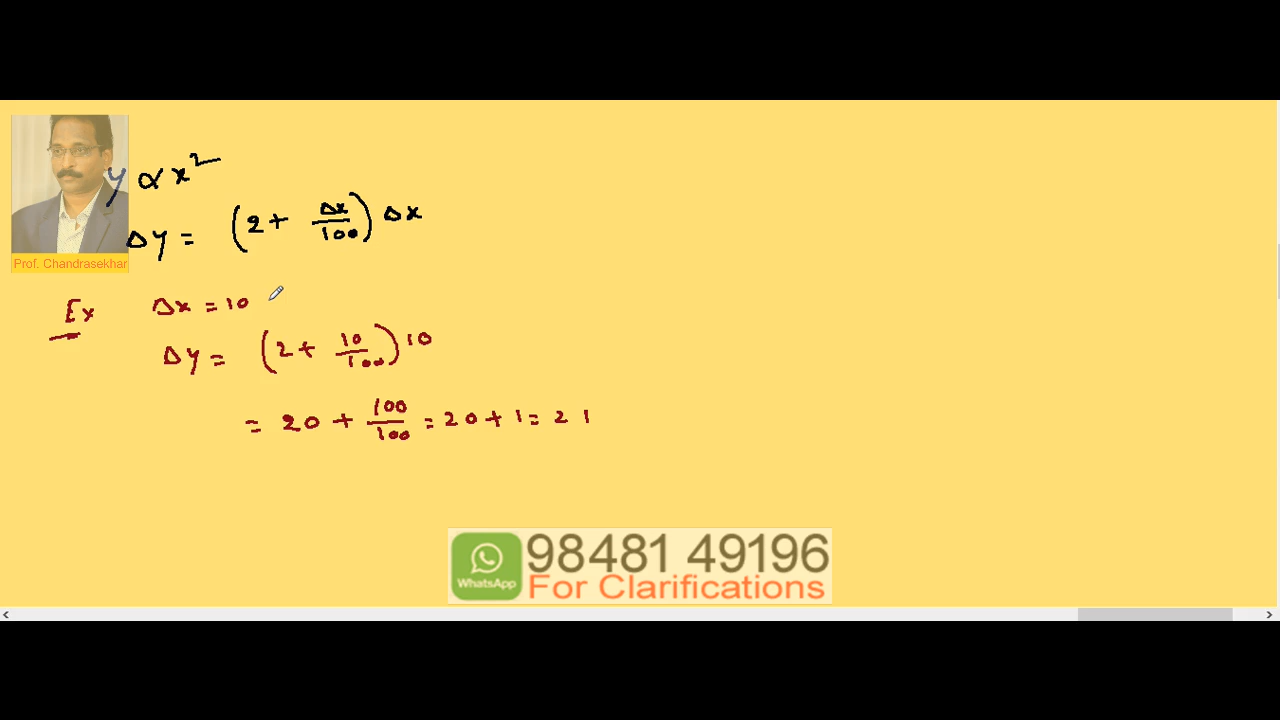 y ∝ x²
Δy = (2 + Δx/100) Δx
Prof. Chandrasekhar
Ex Δx = 10
Δy = (2 + 10/100) 10
= 20 + 100/100 = 20 + 1 = 21
98481 49196
WhatsApp For Clarifications